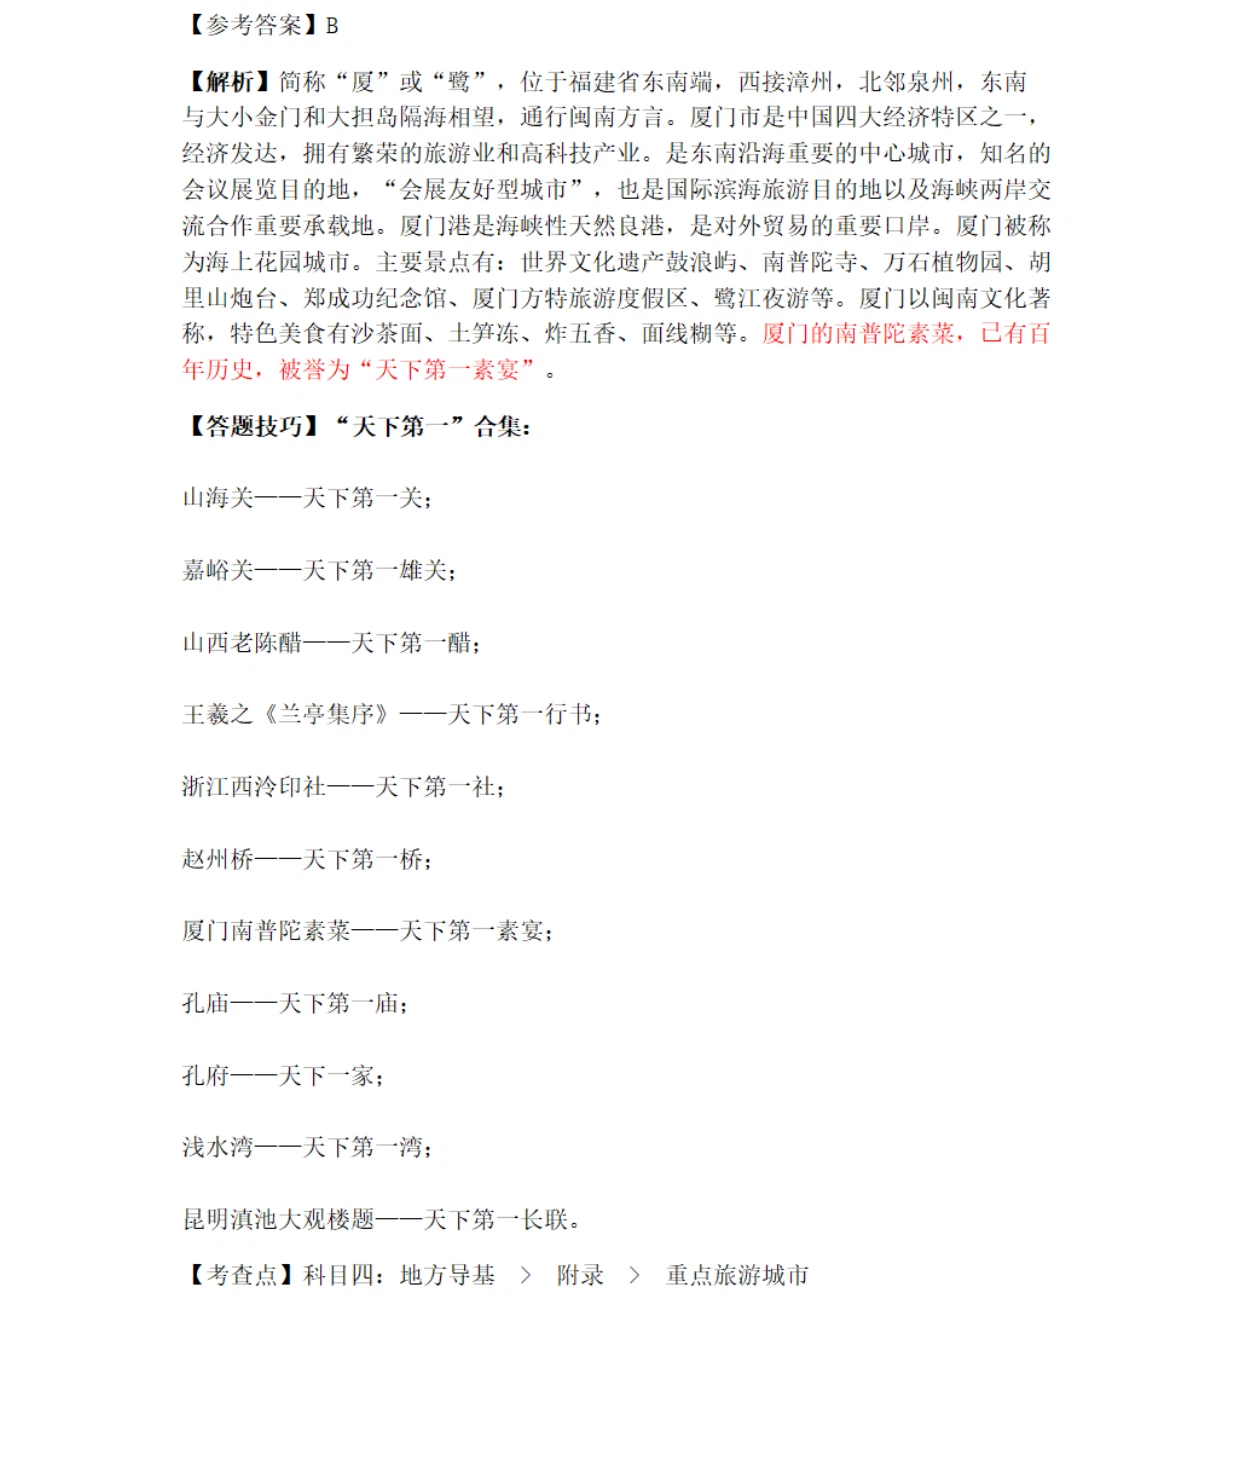 【参考答案】B
【解析】简称“厦”或“鹭”，位于福建省东南端，西接漳州，北邻泉州，东南
与大小金门和大担岛隔海相望，通行闽南方言。厦门市是中国四大经济特区之一，
经济发达，拥有繁荣的旅游业和高科技产业。是东南沿海重要的中心城市，知名的
会议展览目的地，“会展友好型城市”，也是国际滨海旅游目的地以及海峡两岸交
流合作重要承载地。厦门港是海峡性天然良港，是对外贸易的重要口岸。厦门被称
为海上花园城市。主要景点有：世界文化遗产鼓浪屿、南普陀寺、万石植物园、胡
里山炮台、郑成功纪念馆、厦门方特旅游度假区、鹭江夜游等。厦门以闽南文化著
称，特色美食有沙茶面、土笋冻、炸五香、面线糊等。厦门的南普陀素菜，已有百
年历史，被誉为“天下第一素宴”。
【答题技巧】“天下第一”合集：
山海关——天下第一关；
嘉峪关——天下第一雄关；
山西老陈醋——天下第一醋；
王羲之《兰亭集序》——天下第一行书；
浙江西泠印社——天下第一社；
赵州桥——天下第一桥；
厦门南普陀素菜——天下第一素宴；
孔庙——天下第一庙；
孔府——天下一家；
浅水湾——天下第一湾；
昆明滇池大观楼题——天下第一长联。
【考查点】科目四：地方导基 > 附录 > 重点旅游城市